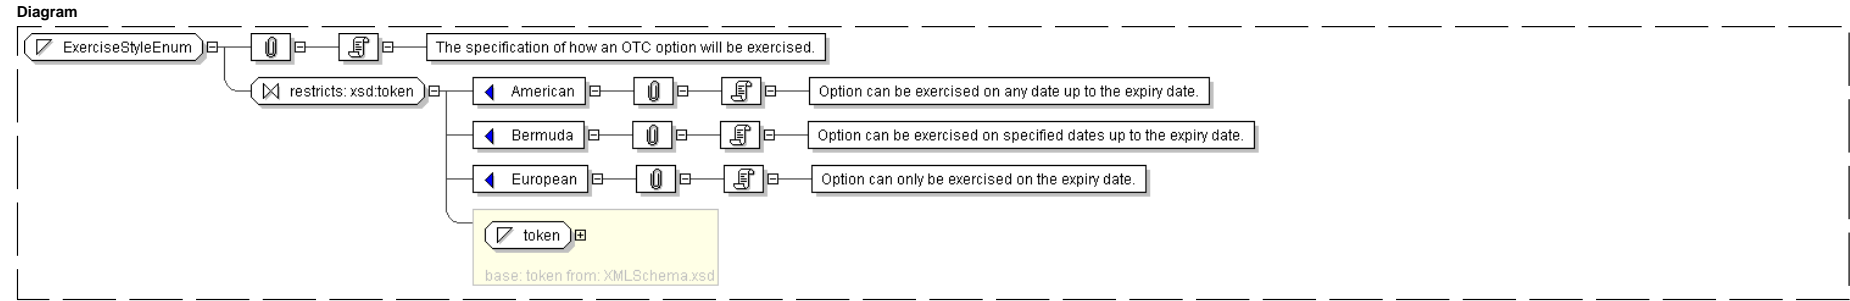 Diagram
ExerciseStyleEnum The specification of how an OTC option will be exercised.
restricts: xsd:token American Option can be exercised on any date up to the expiry date.
Bermuda Option can be exercised on specified dates up to the expiry date.
European Option can only be exercised on the expiry date.
token
base: token from: XMLSchema.xsd